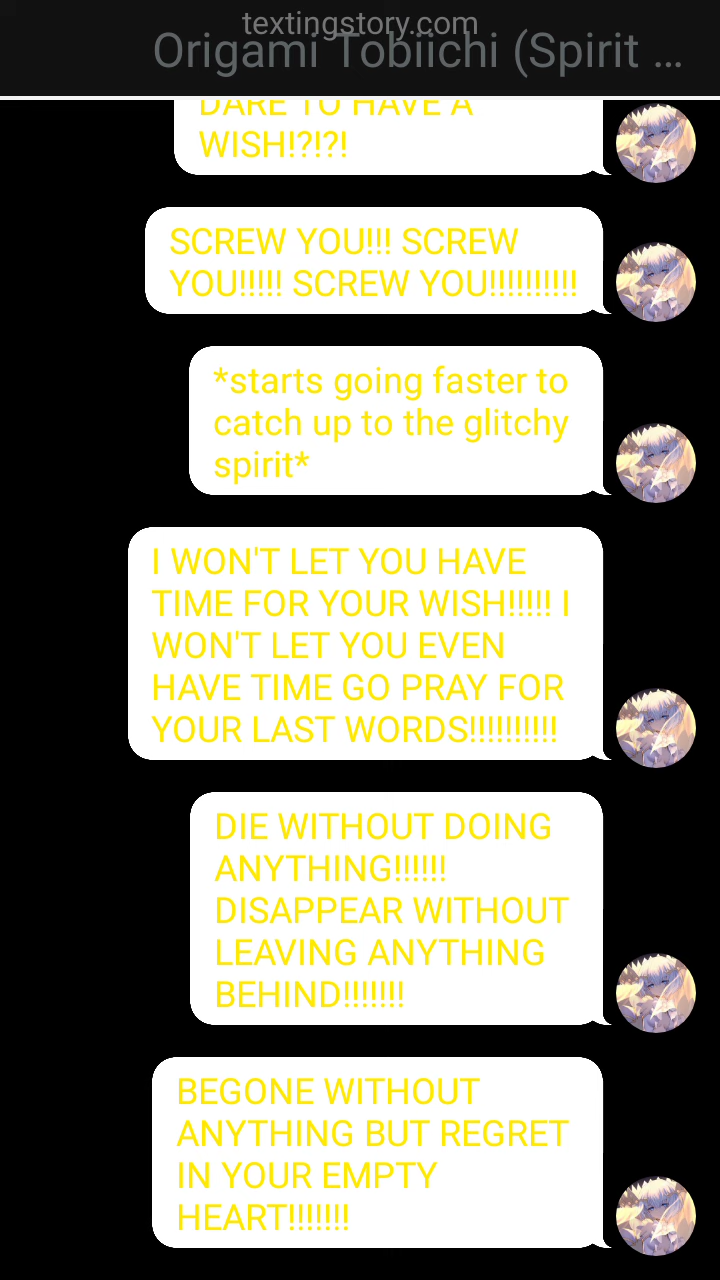 textingstory.com
Origami Tobiichi (Spirit ...
DARE TO HAVE A
WISH!?!?!
SCREW YOU!!! SCREW
YOU!!!!! SCREW YOU!!!!!!!!!!
*starts going faster to
catch up to the glitchy
spirit*
I WON'T LET YOU HAVE
TIME FOR YOUR WISH!!!!! I
WON'T LET YOU EVEN
HAVE TIME GO PRAY FOR
YOUR LAST WORDS!!!!!!!!!!
DIE WITHOUT DOING
ANYTHING!!!!!!
DISAPPEAR WITHOUT
LEAVING ANYTHING
BEHIND!!!!!!!
BEGONE WITHOUT
ANYTHING BUT REGRET
IN YOUR EMPTY
HEART!!!!!!!